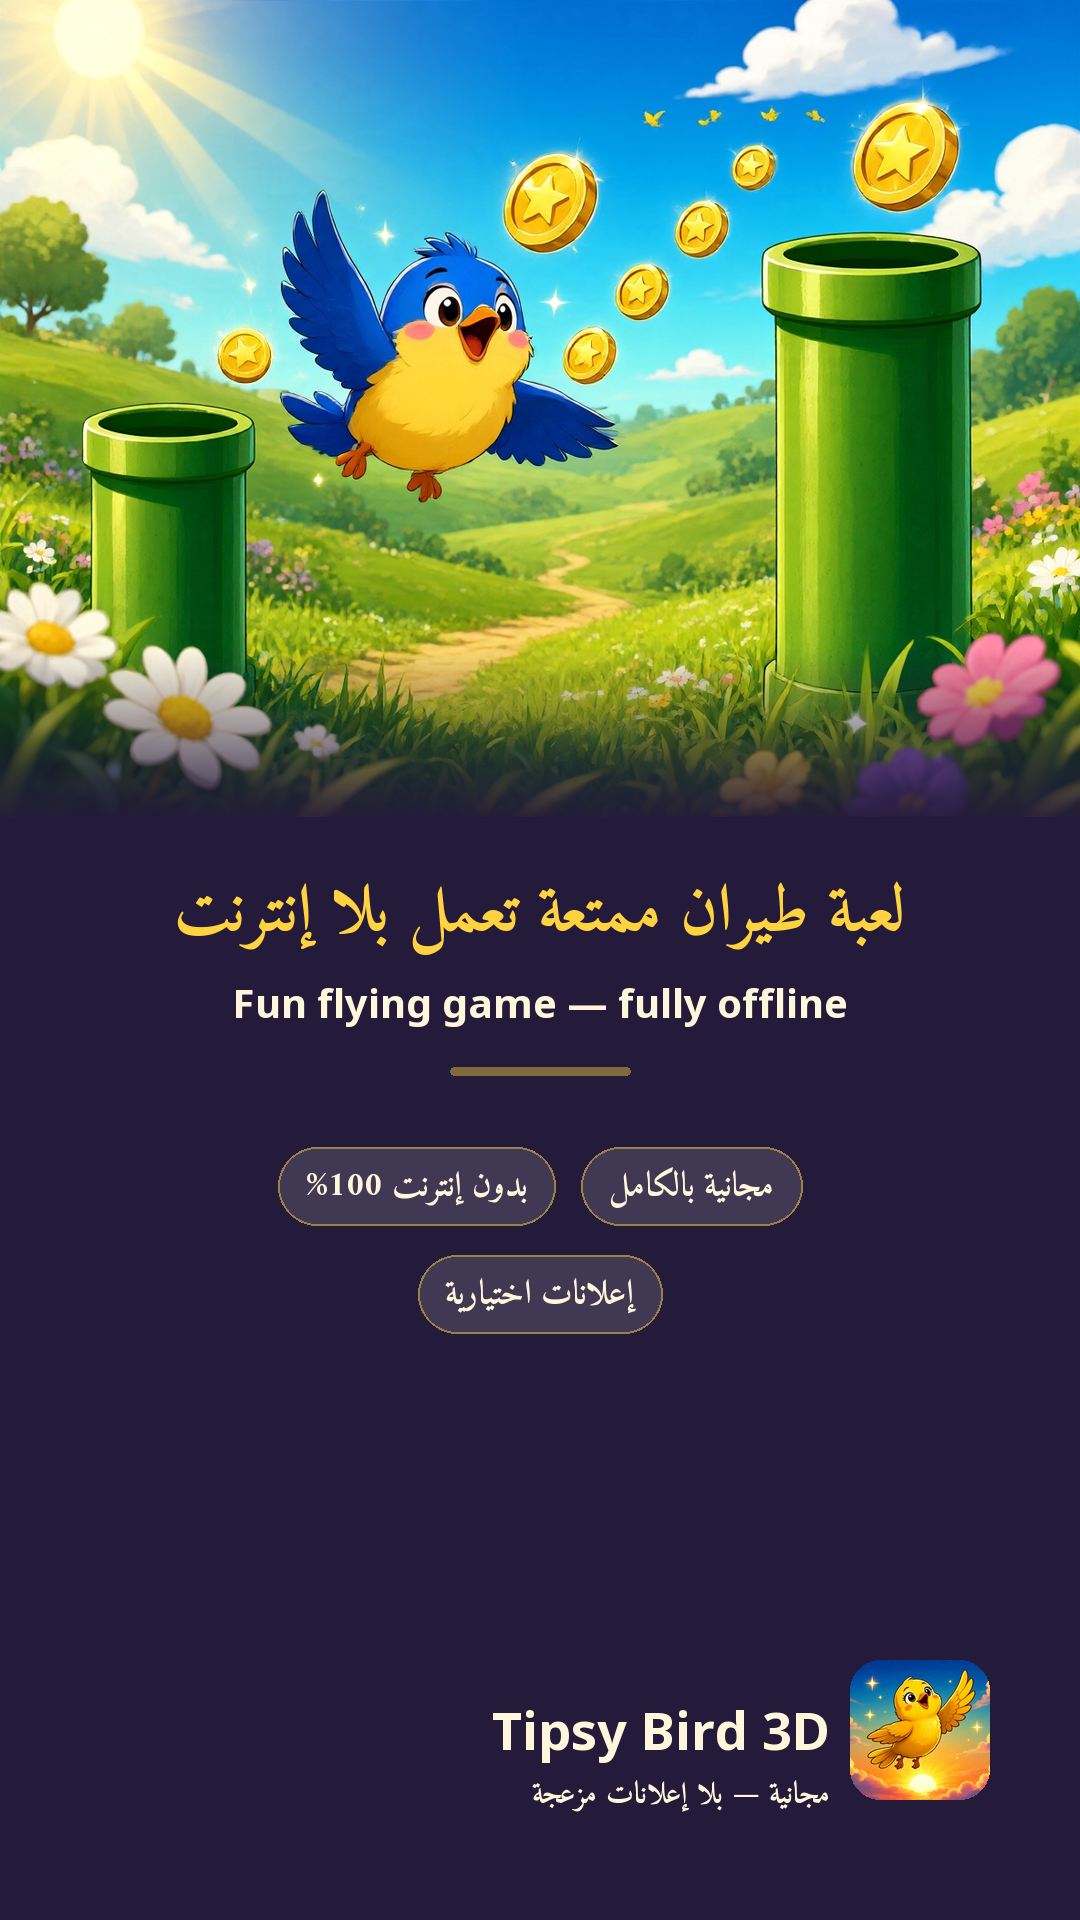 لعبة طيران ممتعة تعمل بلا إنترنت
Fun flying game — fully offline
مجانية بالكامل
بدون إنترنت 100%
إعلانات اختيارية
Tipsy Bird 3D
مجانية — بلا إعلانات مزعجة